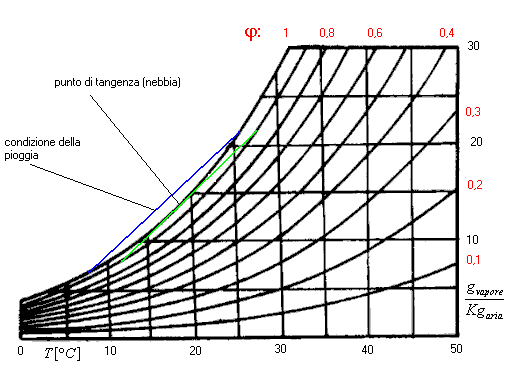 φ: 1 0,8 0,6 0,4
30
punto di tangenza (nebbia)
0,3
condizione della
pioggia
20
0,2
10
0,1
g vapore
Kg aria
0 T[°C] 10 20 30 40 50